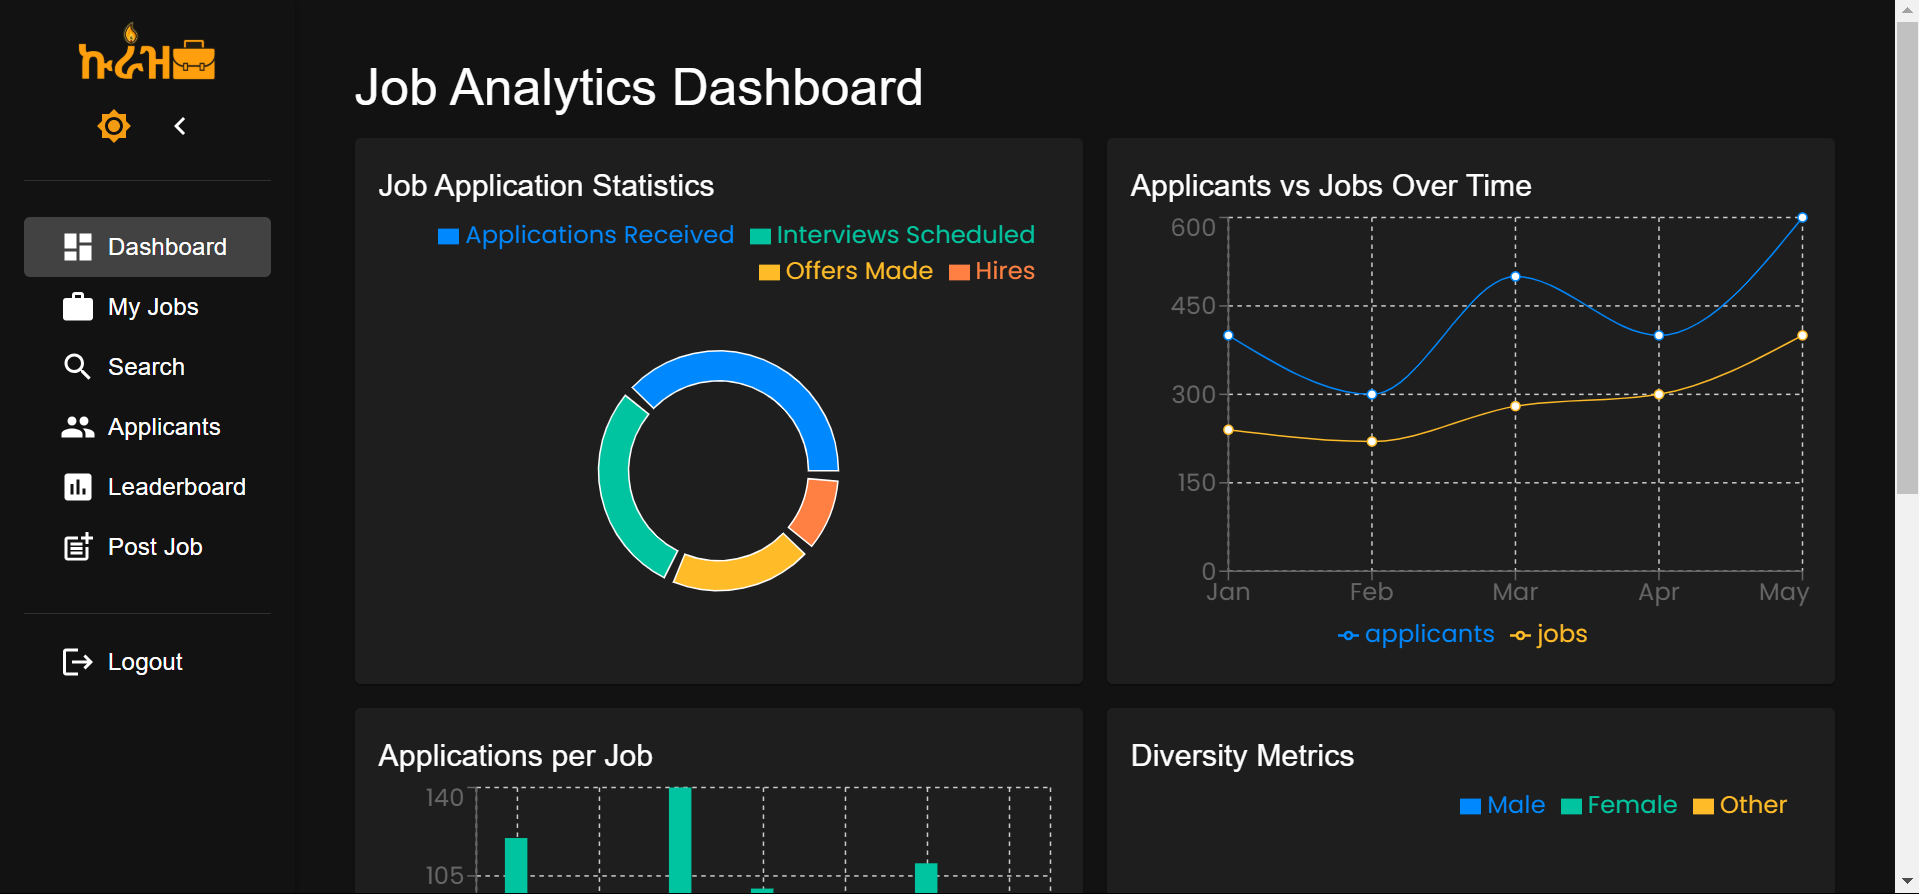 ኩራዝ
Dashboard
My Jobs
Search
Applicants
Leaderboard
Post Job
Logout
Job Analytics Dashboard
Job Application Statistics
Applications Received Interviews Scheduled
Offers Made Hires
Applicants vs Jobs Over Time
600
450
300
150
0
Jan Feb Mar Apr May
applicants jobs
Applications per Job
140
105
Diversity Metrics
Male Female Other